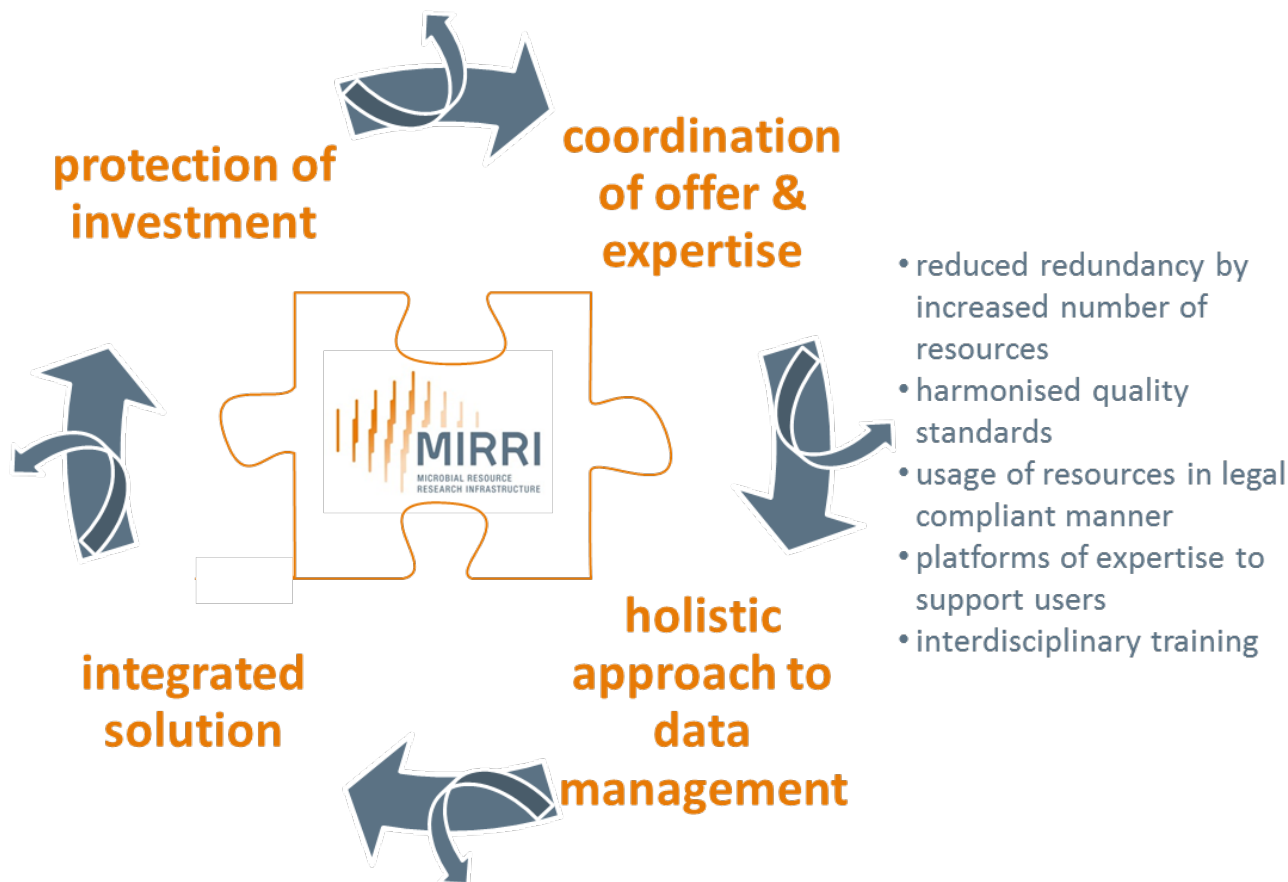 protection of
investment
coordination
of offer &
expertise
MIRRI
MICROBIAL RESOURCE
RESEARCH INFRASTRUCTURE
• reduced redundancy by
increased number of
resources
• harmonised quality
standards
• usage of resources in legal
compliant manner
• platforms of expertise to
support users
• interdisciplinary training
holistic
approach to
data
management
integrated
solution